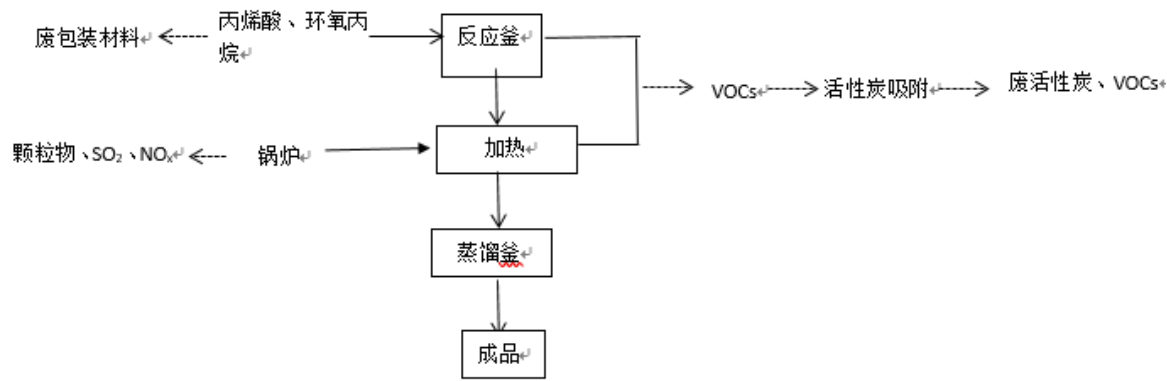 废包装材料
丙烯酸、环氧丙
烷
反应釜
VOCs
活性炭吸附
废活性炭、VOCs
颗粒物、SO₂、NOₓ
锅炉
加热
蒸馏釜
成品